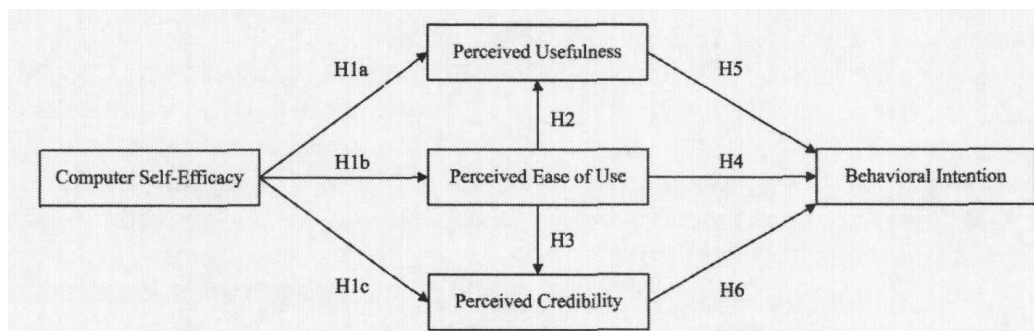 Perceived Usefulness
H1a
H5
H2
Computer Self-Efficacy
H1b
Perceived Ease of Use
H4
Behavioral Intention
H3
H1c
Perceived Credibility
H6